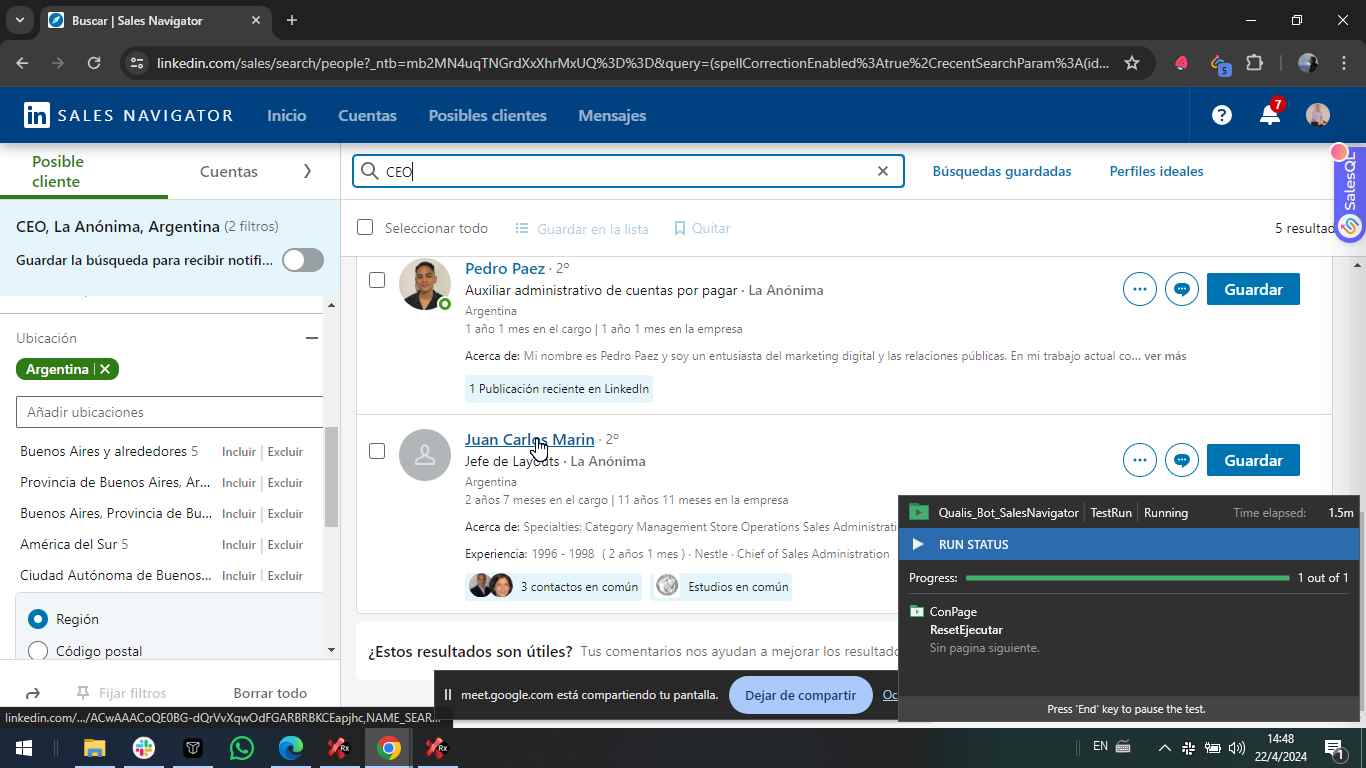 Buscar | Sales Navigator
linkedin.com/sales/search/people?_ntb=mb2MN4uqTNGrdXxXhrMxUQ%3D%3D&query=(spellCorrectionEnabled%3Atrue%2CrecentSearchParam%3A(id...
5
in SALES NAVIGATOR
Inicio
Cuentas
Posibles clientes
Mensajes
7
Posible cliente
Cuentas
CEO
Búsquedas guardadas
Perfiles ideales
SalesQL
CEO, La Anónima, Argentina (2 filtros)
Guardar la búsqueda para recibir notifi...
Seleccionar todo
Guardar en la lista
Quitar
5 resultad
Ubicación
Argentina
Añadir ubicaciones
Buenos Aires y alrededores 5 Incluir | Excluir
Provincia de Buenos Aires, Ar... Incluir | Excluir
Buenos Aires, Provincia de Bu... Incluir | Excluir
América del Sur 5 Incluir | Excluir
Ciudad Autónoma de Buenos... Incluir | Excluir
Región
Código postal
Fijar filtros
Borrar todo
Pedro Paez · 2º
Auxiliar administrativo de cuentas por pagar · La Anónima
Argentina
1 año 1 mes en el cargo | 1 año 1 mes en la empresa
Acerca de: Mi nombre es Pedro Paez y soy un entusiasta del marketing digital y las relaciones públicas. En mi trabajo actual co... ver más
1 Publicación reciente en LinkedIn
Guardar
Juan Carlos Marin · 2º
Jefe de Layouts · La Anónima
Argentina
2 años 7 meses en el cargo | 11 años 11 meses en la empresa
Acerca de: Specialties: Category Management Store Operations Sales Administrati
Experiencia: 1996 - 1998 ( 2 años 1 mes ) · Nestle · Chief of Sales Administration
3 contactos en común
Estudios en común
Guardar
¿Estos resultados son útiles? Tus comentarios nos ayudan a mejorar los resultado
Qualis_Bot_SalesNavigator | TestRun | Running
Time elapsed: 1.5m
RUN STATUS
Progress: 1 out of 1
ConPage
ResetEjecutar
Sin pagina siguiente.
Press 'End' key to pause the test.
meet.google.com está compartiendo tu pantalla.
Dejar de compartir
Oc
linkedin.com/.../ACwAAACoQE0BG-dQrVvXqwOdFGARBRBKCEapjhc,NAME_SEAR...
Rx
Rx
EN
14:48
22/4/2024
1